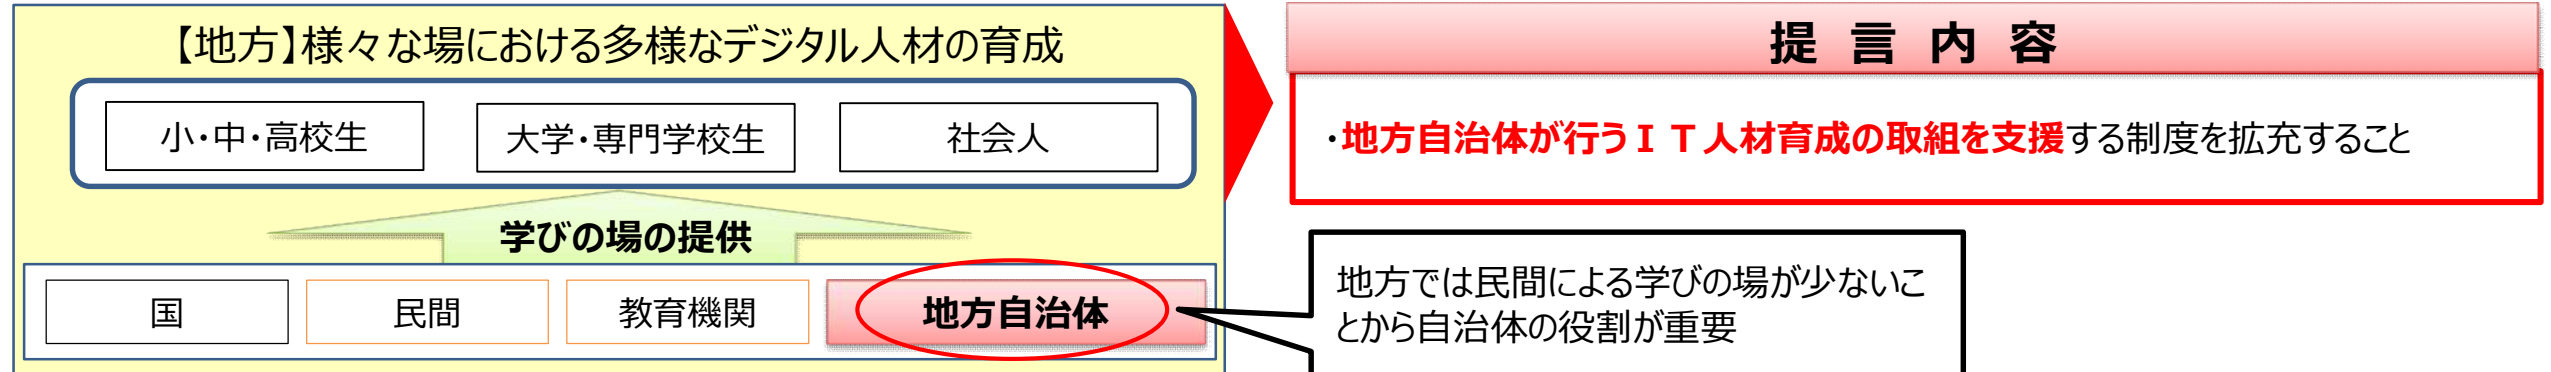 【地方】様々な場における多様なデジタル人材の育成
小・中・高校生
大学・専門学校生
社会人
学びの場の提供
国
民間
教育機関
地方自治体
提言内容
・地方自治体が行うＩＴ人材育成の取組を支援する制度を拡充すること
地方では民間による学びの場が少ないこ
とから自治体の役割が重要